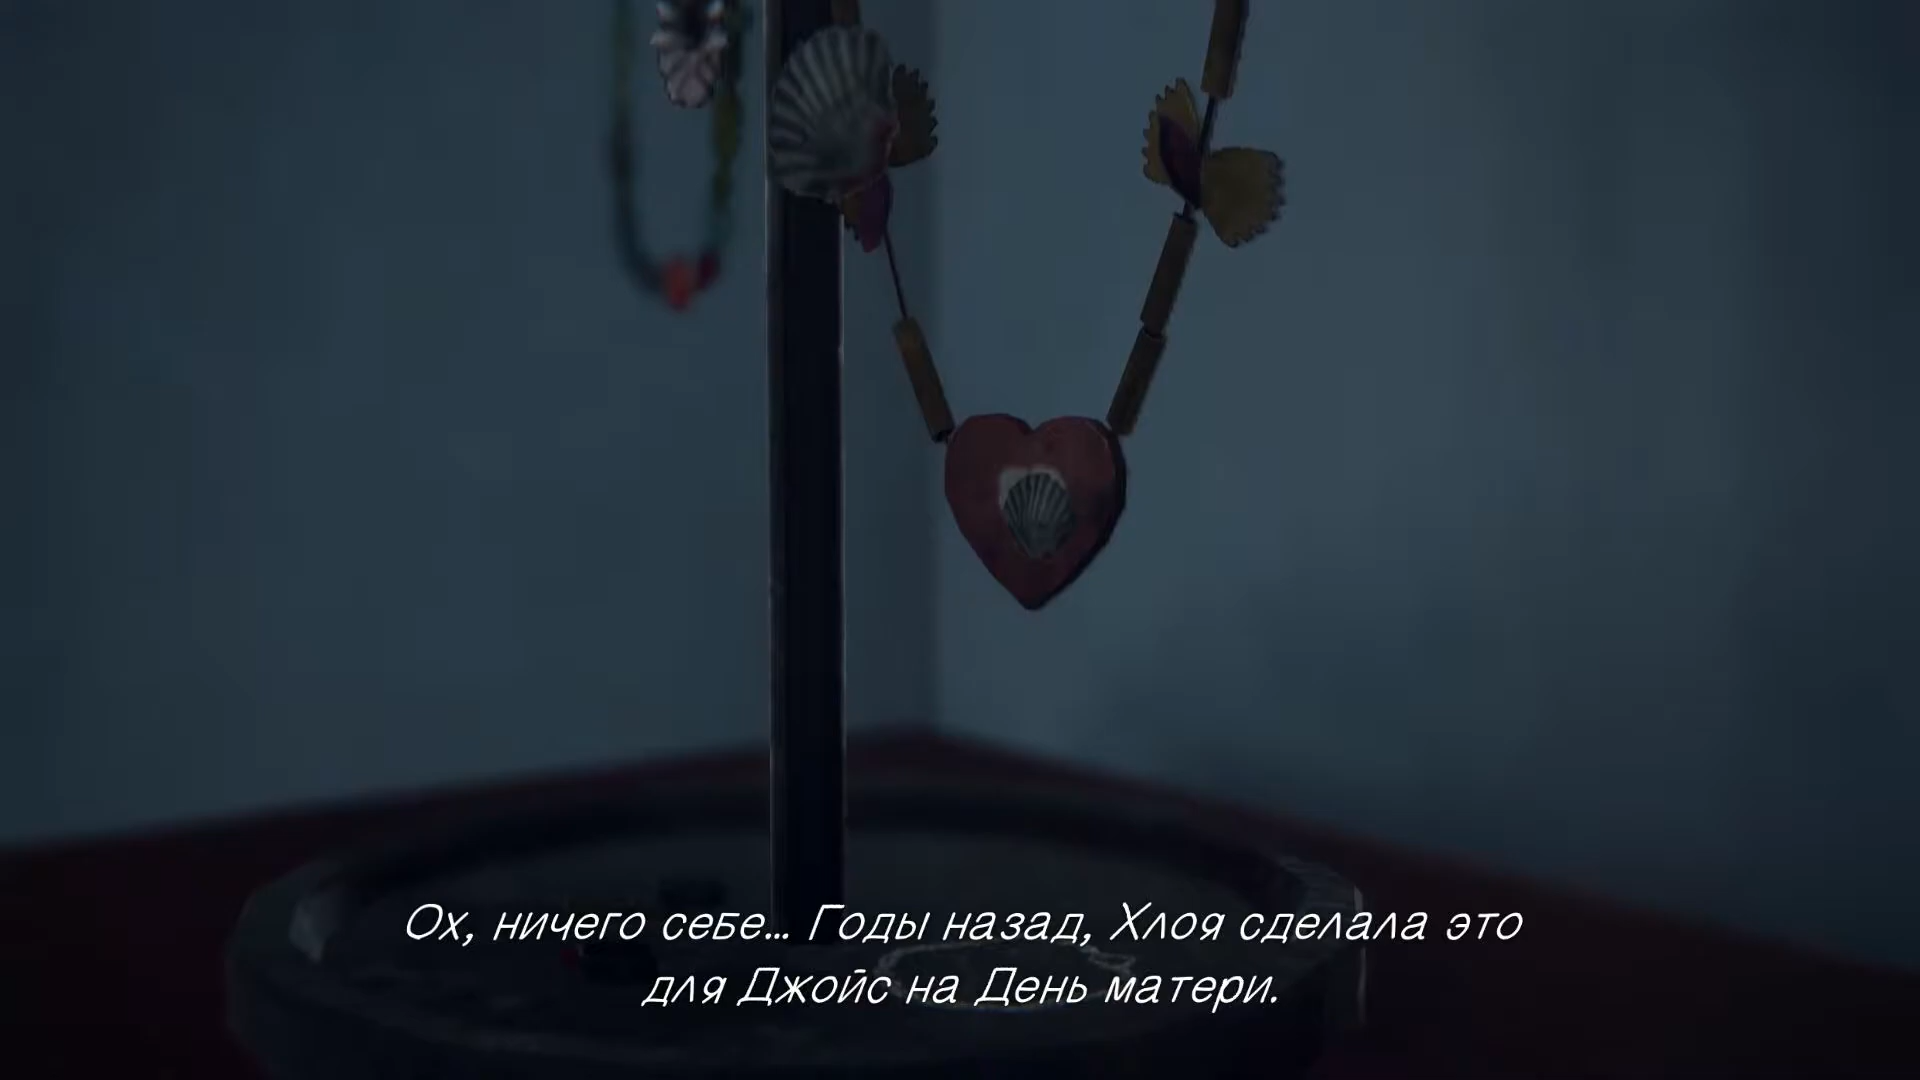 Ох, ничего себе... Годы назад, Хлоя сделала это
для Джойс на День матери.